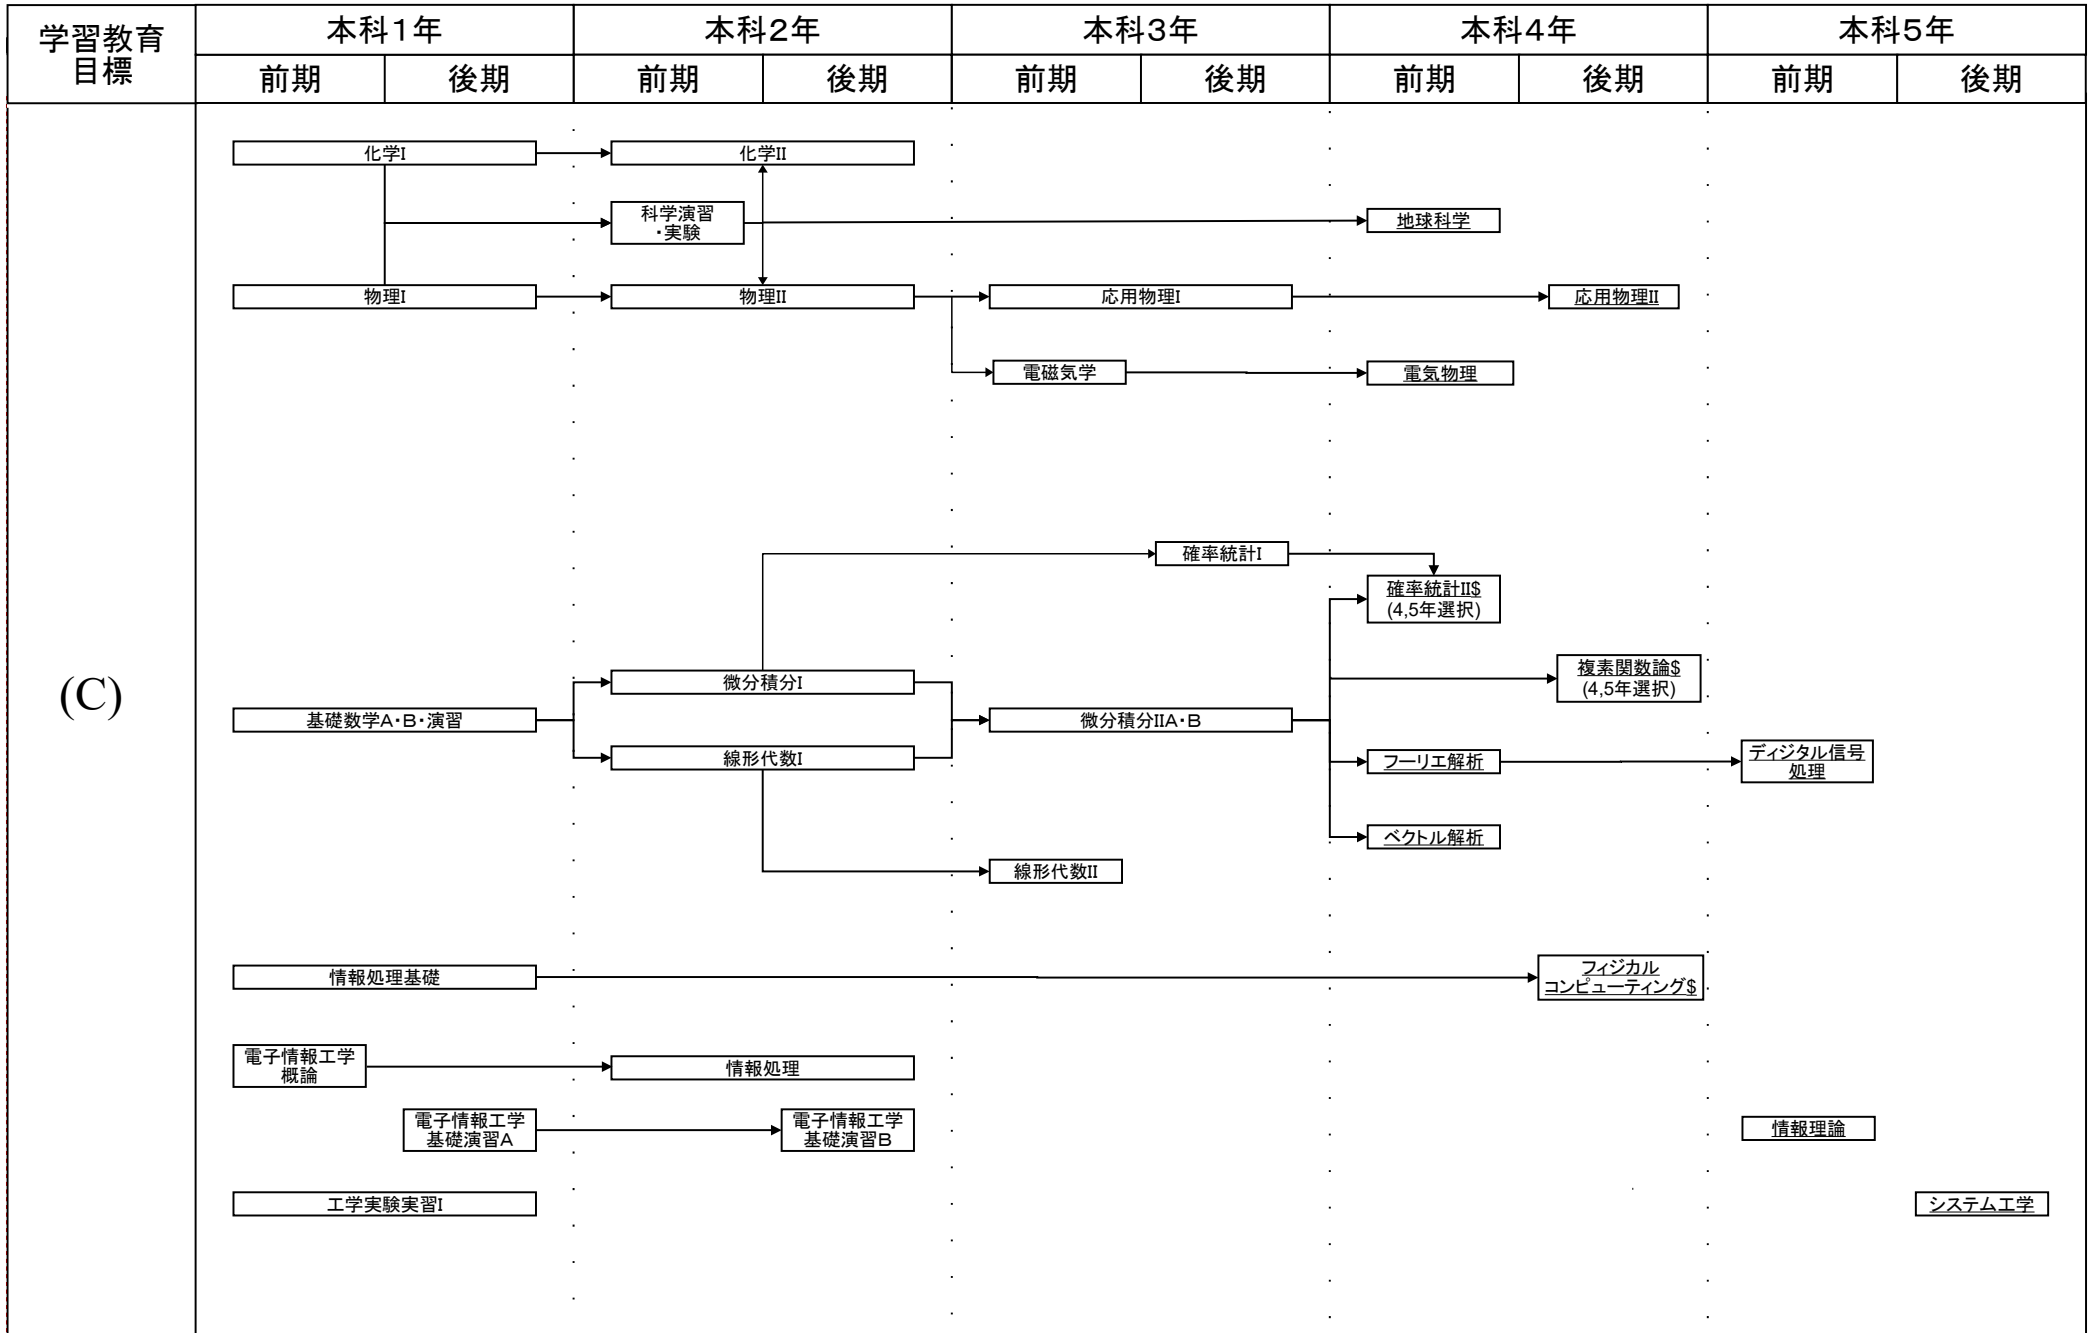 学習教育
目標
本科1年
本科2年
本科3年
本科4年
本科5年
前期
後期
前期
後期
前期
後期
前期
後期
前期
後期
(C)
化学I
化学II
科学演習
・実験
地球科学
物理I
物理II
応用物理I
応用物理II
電磁気学
電気物理
確率統計I
確率統計II$
(4,5年選択)
複素関数論$
(4,5年選択)
微分積分I
基礎数学A・B・演習
微分積分IIA・B
線形代数I
フーリエ解析
ディジタル信号
処理
ベクトル解析
線形代数II
情報処理基礎
フィジカル
コンピューティング$
電子情報工学
概論
情報処理
電子情報工学
基礎演習A
電子情報工学
基礎演習B
情報理論
工学実験実習I
システム工学